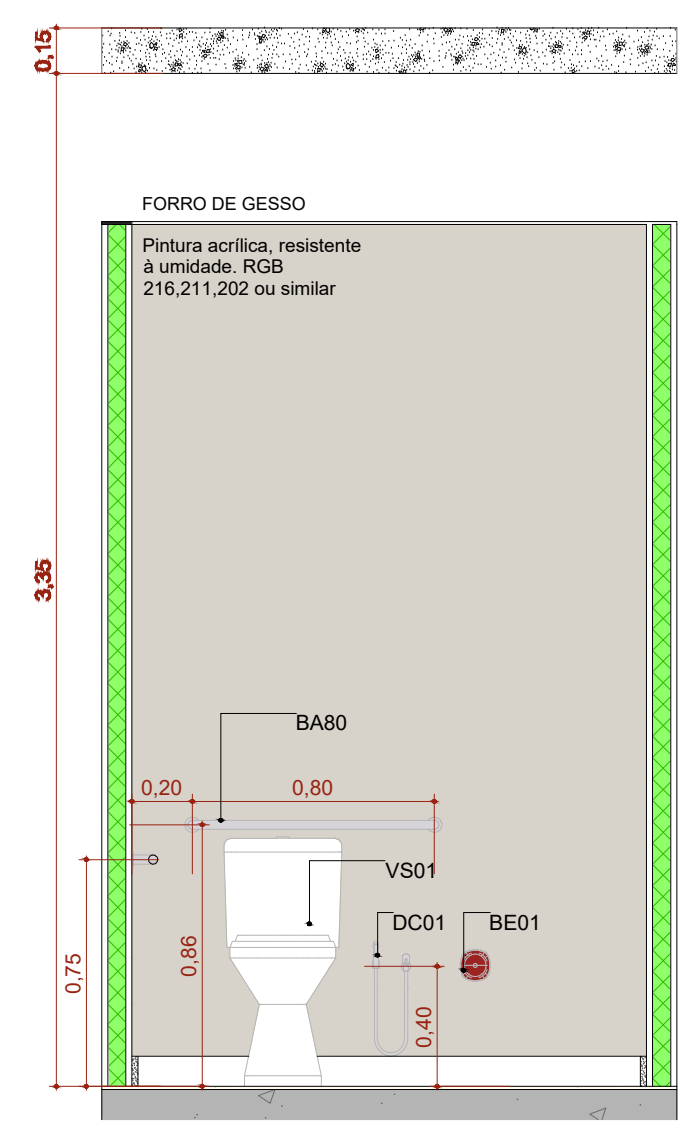 0,15
FORRO DE GESSO
Pintura acrílica, resistente
à umidade. RGB
216,211,202 ou similar
3,35
BA80
0,20
0,80
VS01
DC01
BE01
0,86
0,75
0,40